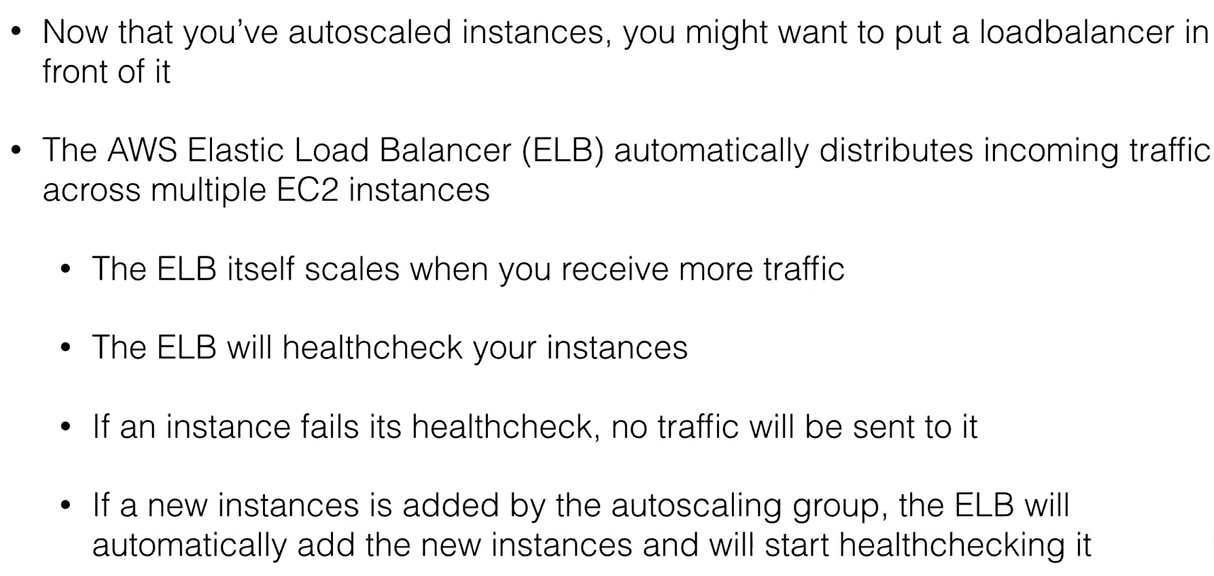 • Now that you’ve autoscaled instances, you might want to put a loadbalancer in
front of it
• The AWS Elastic Load Balancer (ELB) automatically distributes incoming traffic
across multiple EC2 instances
• The ELB itself scales when you receive more traffic
• The ELB will healthcheck your instances
• If an instance fails its healthcheck, no traffic will be sent to it
• If a new instances is added by the autoscaling group, the ELB will
automatically add the new instances and will start healthchecking it